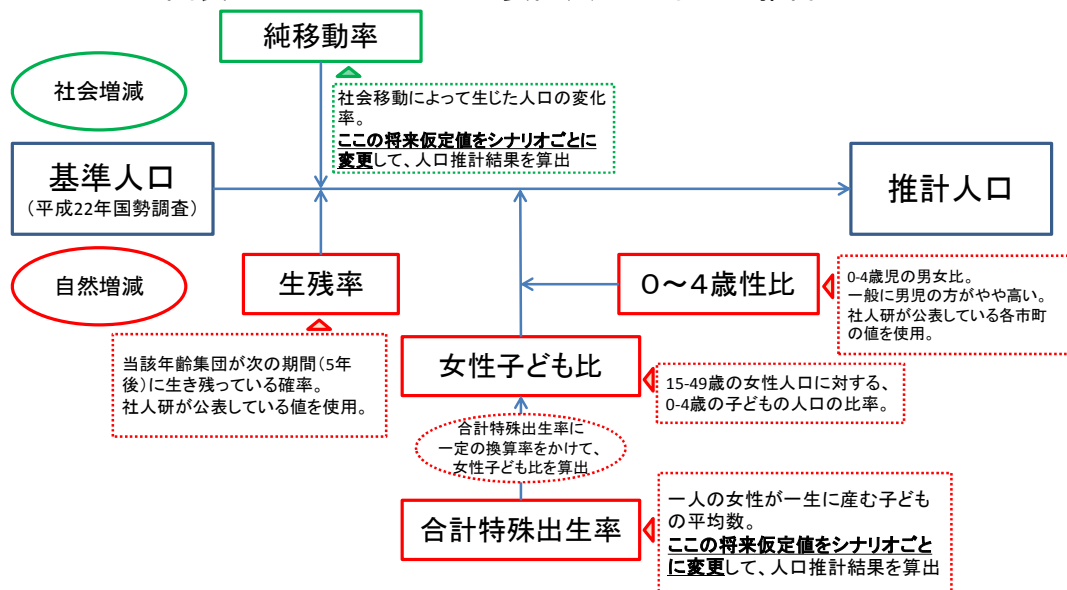 純移動率
社会増減
社会移動によって生じた人口の変化
率。
ここの将来仮定値をシナリオごとに
変更して、人口推計結果を算出
基準人口
（平成22年国勢調査）
推計人口
自然増減
生残率
０～４歳性比
0-4歳児の男女比。
一般に男児の方がやや高い。
社人研が公表している各市町
の値を使用。
当該年齢集団が次の期間（5年
後）に生き残っている確率。
社人研が公表している値を使用。
女性子ども比
15-49歳の女性人口に対する、
0-4歳の子どもの人口の比率。
合計特殊出生率に
一定の換算率をかけて、
女性子ども比を算出
合計特殊出生率
一人の女性が一生に産む子ども
の平均数。
ここの将来仮定値をシナリオごと
に変更して、人口推計結果を算出